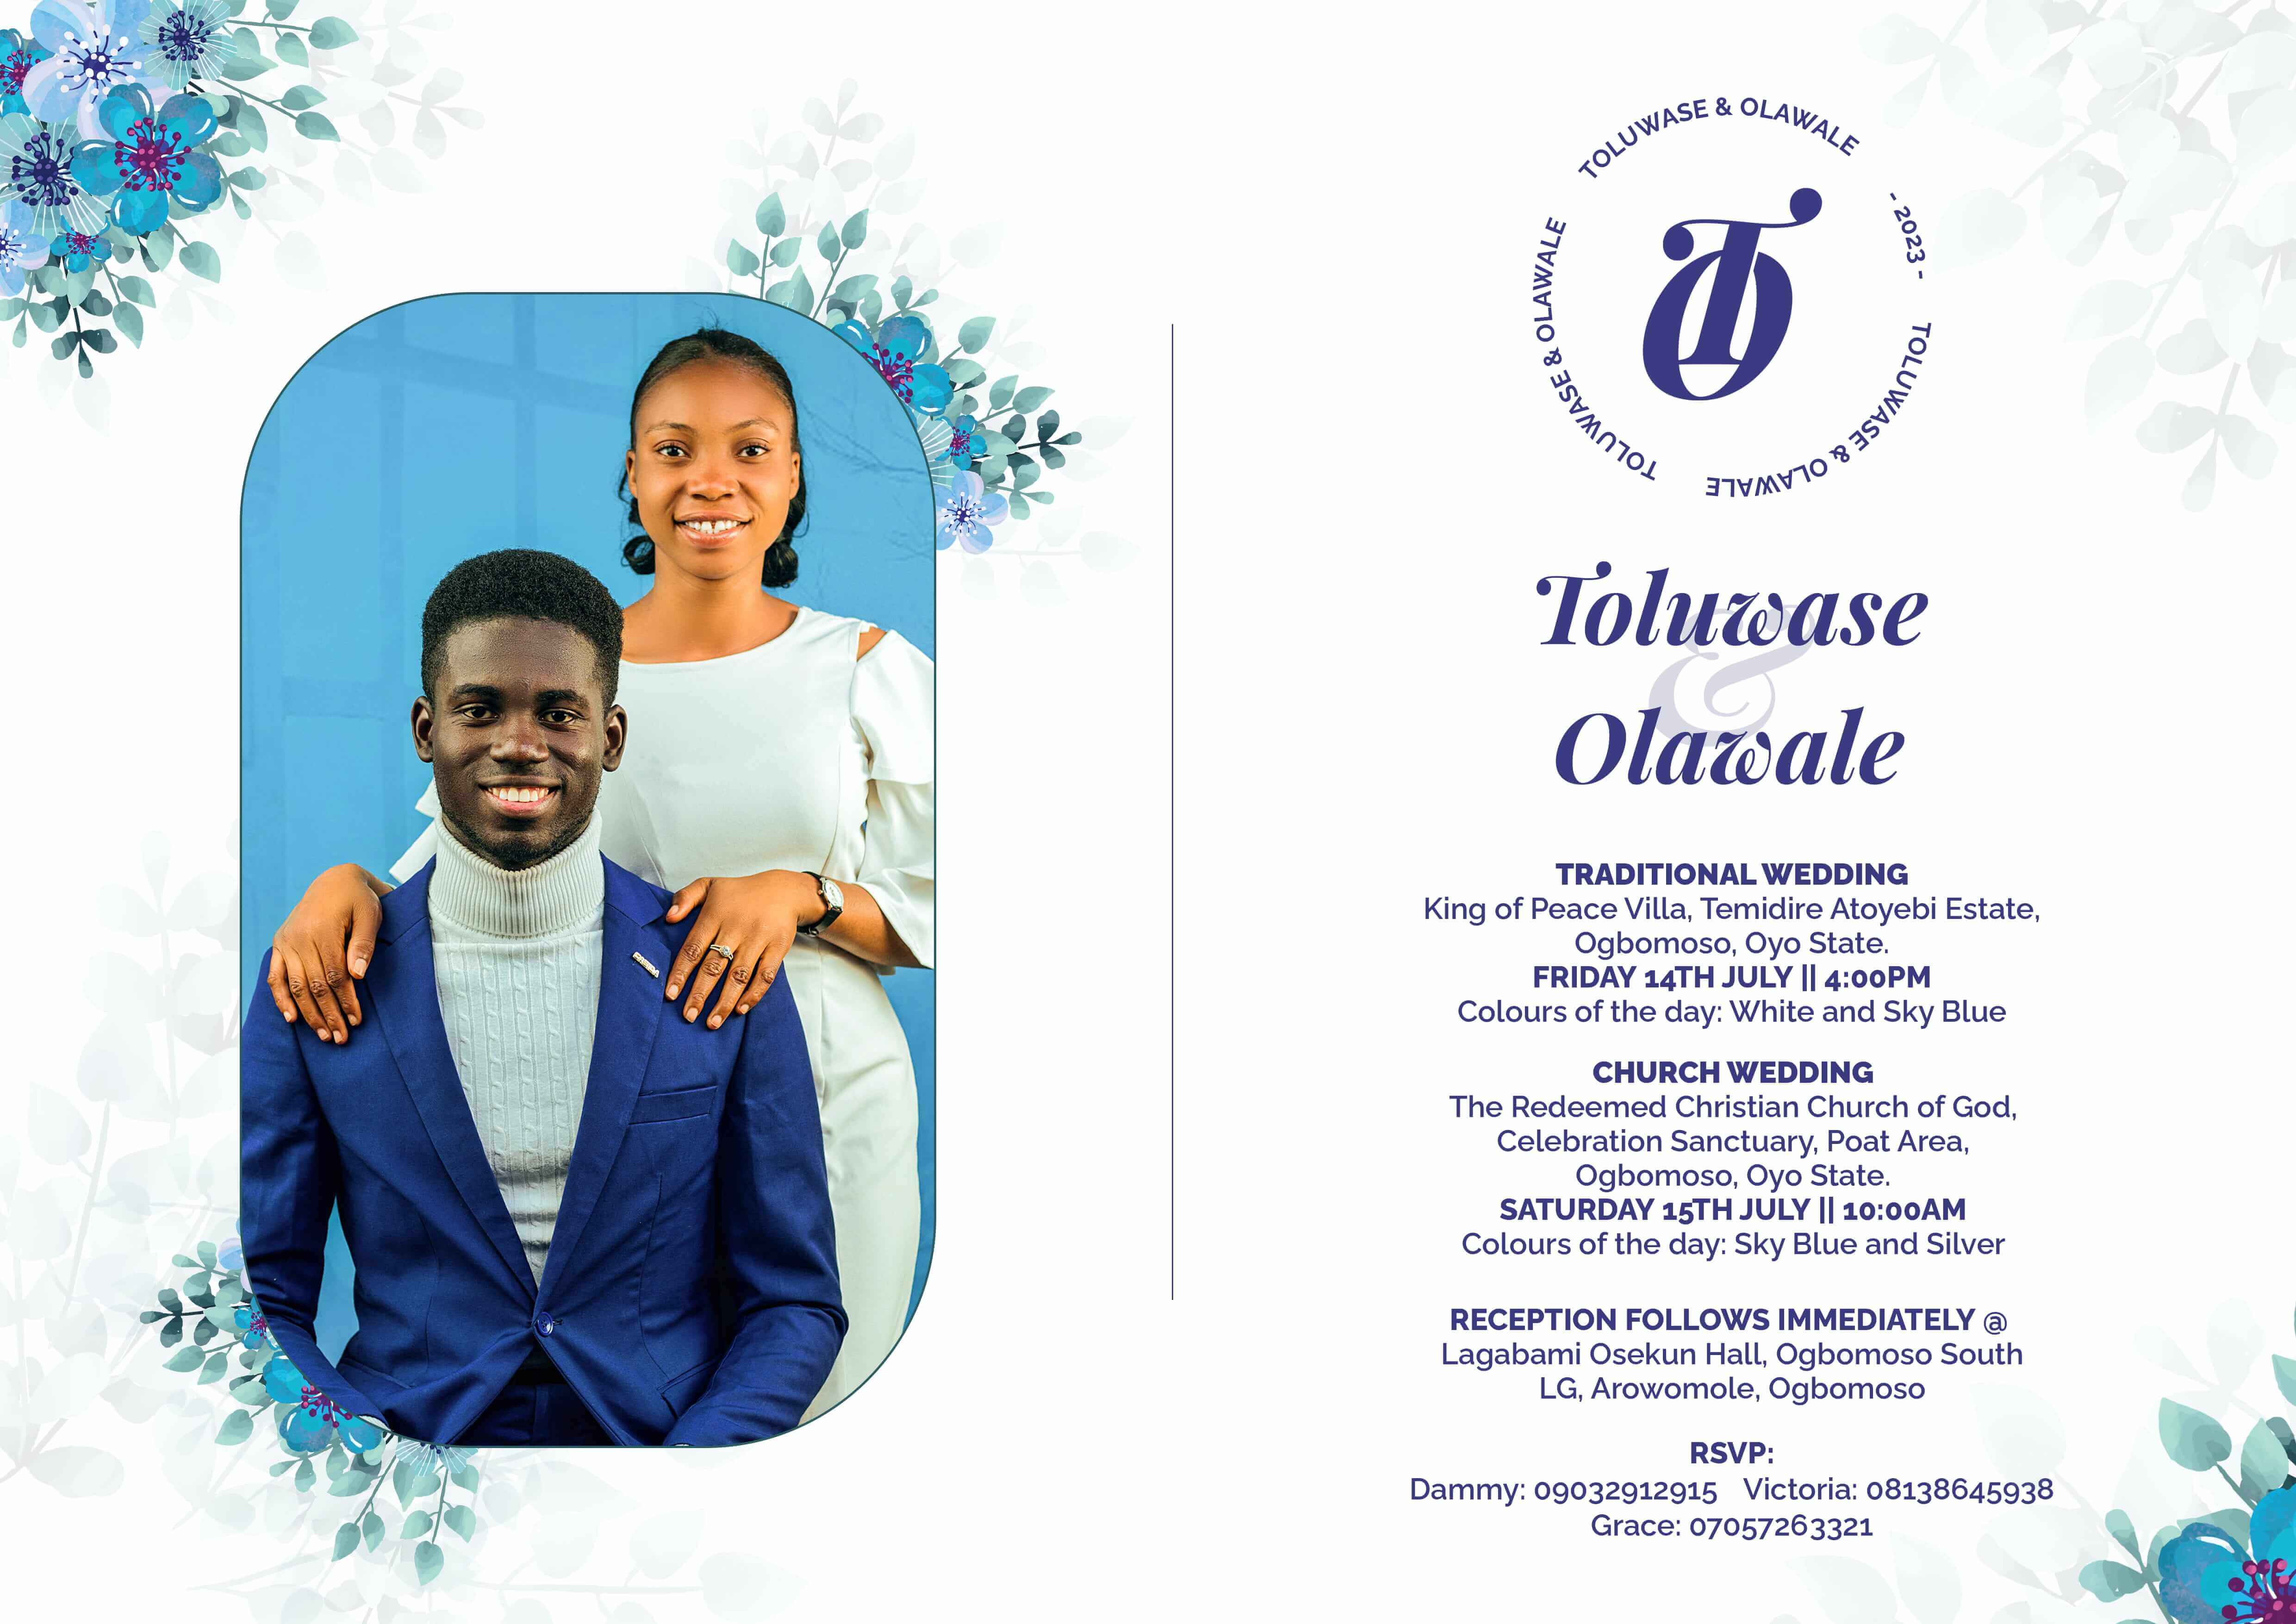 TOLUWASE & OLAWALE
- 2023 -
TOLUWASE & OLAWALE
TOLUWASE & OLAWALE
TO
Toluwase
&
Olawale
TRADITIONAL WEDDING
King of Peace Villa, Temidire Atoyebi Estate,
Ogbomoso, Oyo State.
FRIDAY 14TH JULY || 4:00PM
Colours of the day: White and Sky Blue
CHURCH WEDDING
The Redeemed Christian Church of God,
Celebration Sanctuary, Poat Area,
Ogbomoso, Oyo State.
SATURDAY 15TH JULY || 10:00AM
Colours of the day: Sky Blue and Silver
RECEPTION FOLLOWS IMMEDIATELY @
Lagabami Osekun Hall, Ogbomoso South
LG, Arowomole, Ogbomoso
RSVP:
Dammy: 09032912915 Victoria: 08138645938
Grace: 07057263321